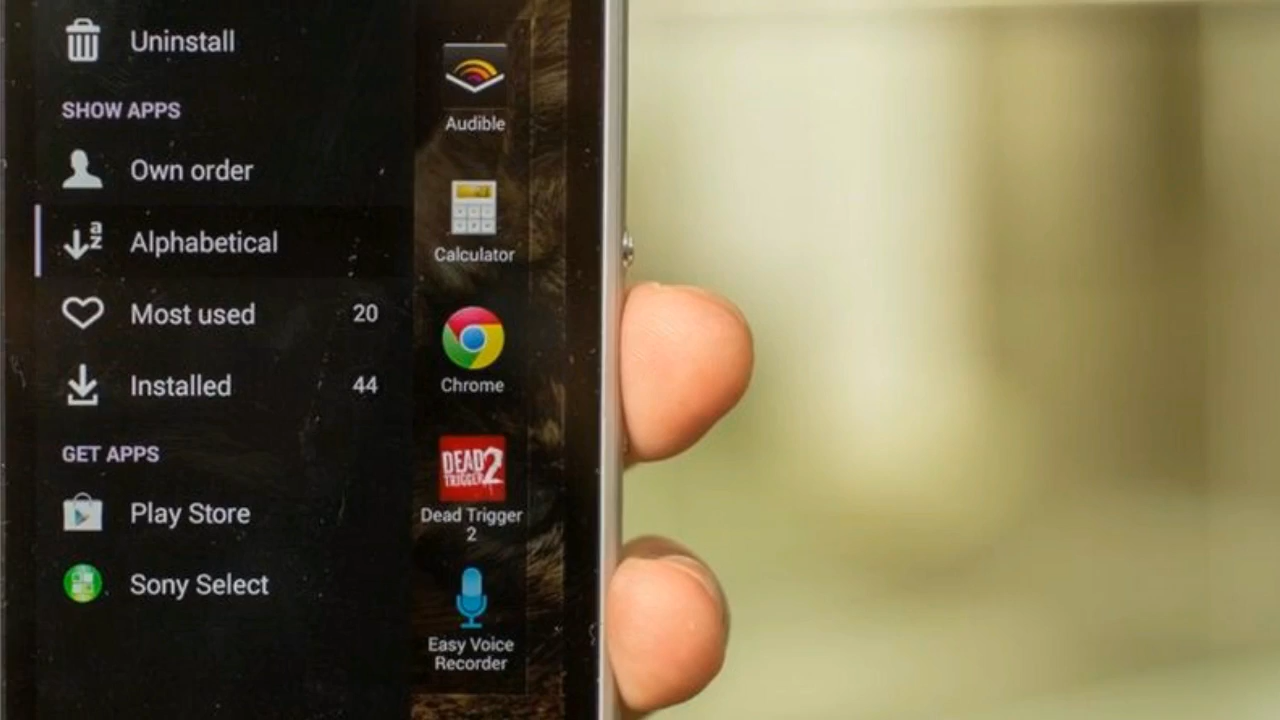 Uninstall
SHOW APPS
Own order
Alphabetical
Most used 20
Installed 44
GET APPS
Play Store
Sony Select
Audible
Calculator
Chrome
DEAD
TRIGGER 2
Dead Trigger
2
Easy Voice
Recorder